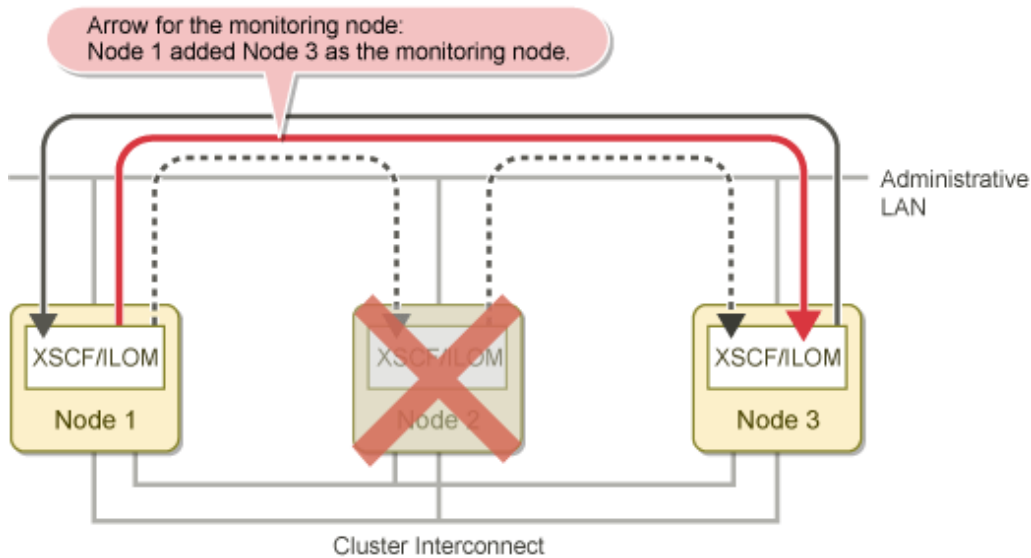 Arrow for the monitoring node:
Node 1 added Node 3 as the monitoring node.
Administrative
LAN
XSCF/ILOM
XSCF/ILOM
XSCF/ILOM
Node 1
Node 2
Node 3
Cluster Interconnect